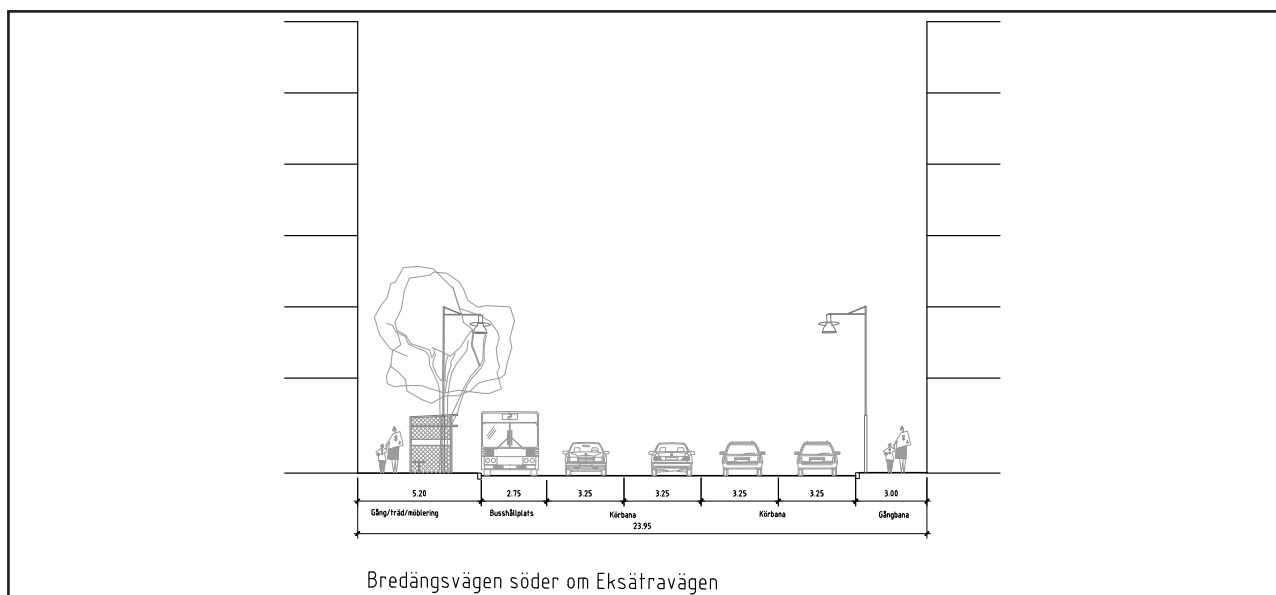 2
5.20 2.75 3.25 3.25 3.25 3.25 3.00
Gång/träd/möblering Busshållplats Körbana Körbana Gångbana
23.95
Bredängsvägen söder om Eksätravägen